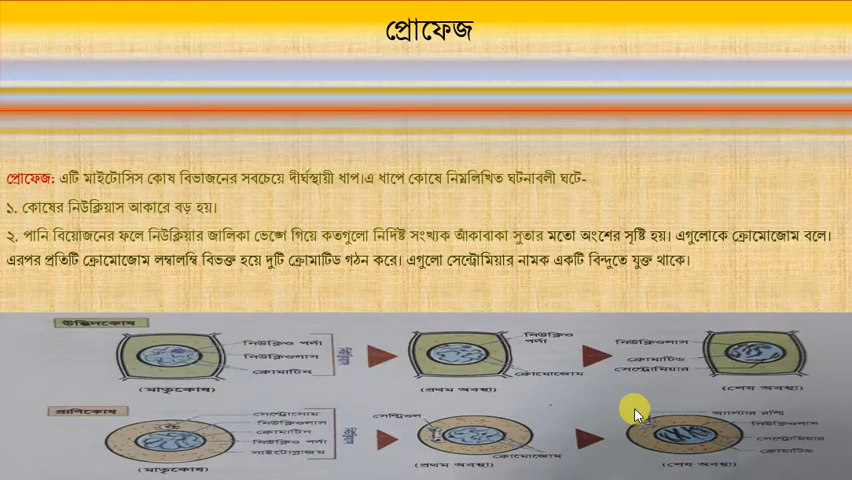 প্রোফেজ
প্রোফেজ: এটি মাইটোসিস কোষ বিভাজনের সবচেয়ে দীর্ঘস্থায়ী ধাপ।এ ধাপে কোষে নিম্নলিখিত ঘটনাবলী ঘটে-
১. কোষের নিউক্লিয়াস আকারে বড় হয়।
২. পানি বিয়োজনের ফলে নিউক্লিয়ার জালিকা ভেঙ্গে গিয়ে কতগুলো নির্দিষ্ট সংখ্যক আঁকাবাকা সুতার মতো অংশের সৃষ্টি হয়। এগুলোকে ক্রোমোজোম বলে।
এরপর প্রতিটি ক্রোমোজোম লম্বালম্বি বিভক্ত হয়ে দুটি ক্রোমাটিড গঠন করে। এগুলো সেন্ট্রোমিয়ার নামক একটি বিন্দুতে যুক্ত থাকে।
উদ্ভিদকোষ
নিউক্লিও পর্দা
নিউক্লিওলাস
ক্রোমাটিন
(মাতৃকোষ)
নিউক্লিও
পর্দা
ক্রোমোজোম
(প্রথম অবস্থা)
নিউক্লিওলাস
ক্রোমাটিড
সেন্ট্রোমিয়ার
(শেষ অবস্থা)
প্রাণিকোষ
সেন্ট্রোসোম
নিউক্লিওলাস
ক্রোমাটিন
নিউক্লিও পর্দা
সাইটোপ্লাজম
(মাতৃকোষ)
সেন্ট্রিওল
ক্রোমোজোম
(প্রথম অবস্থা)
অ্যাস্টার রশ্মি
নিউক্লিওলাস
সেন্ট্রোমিয়ার
ক্রোমাটিড
(শেষ অবস্থা)